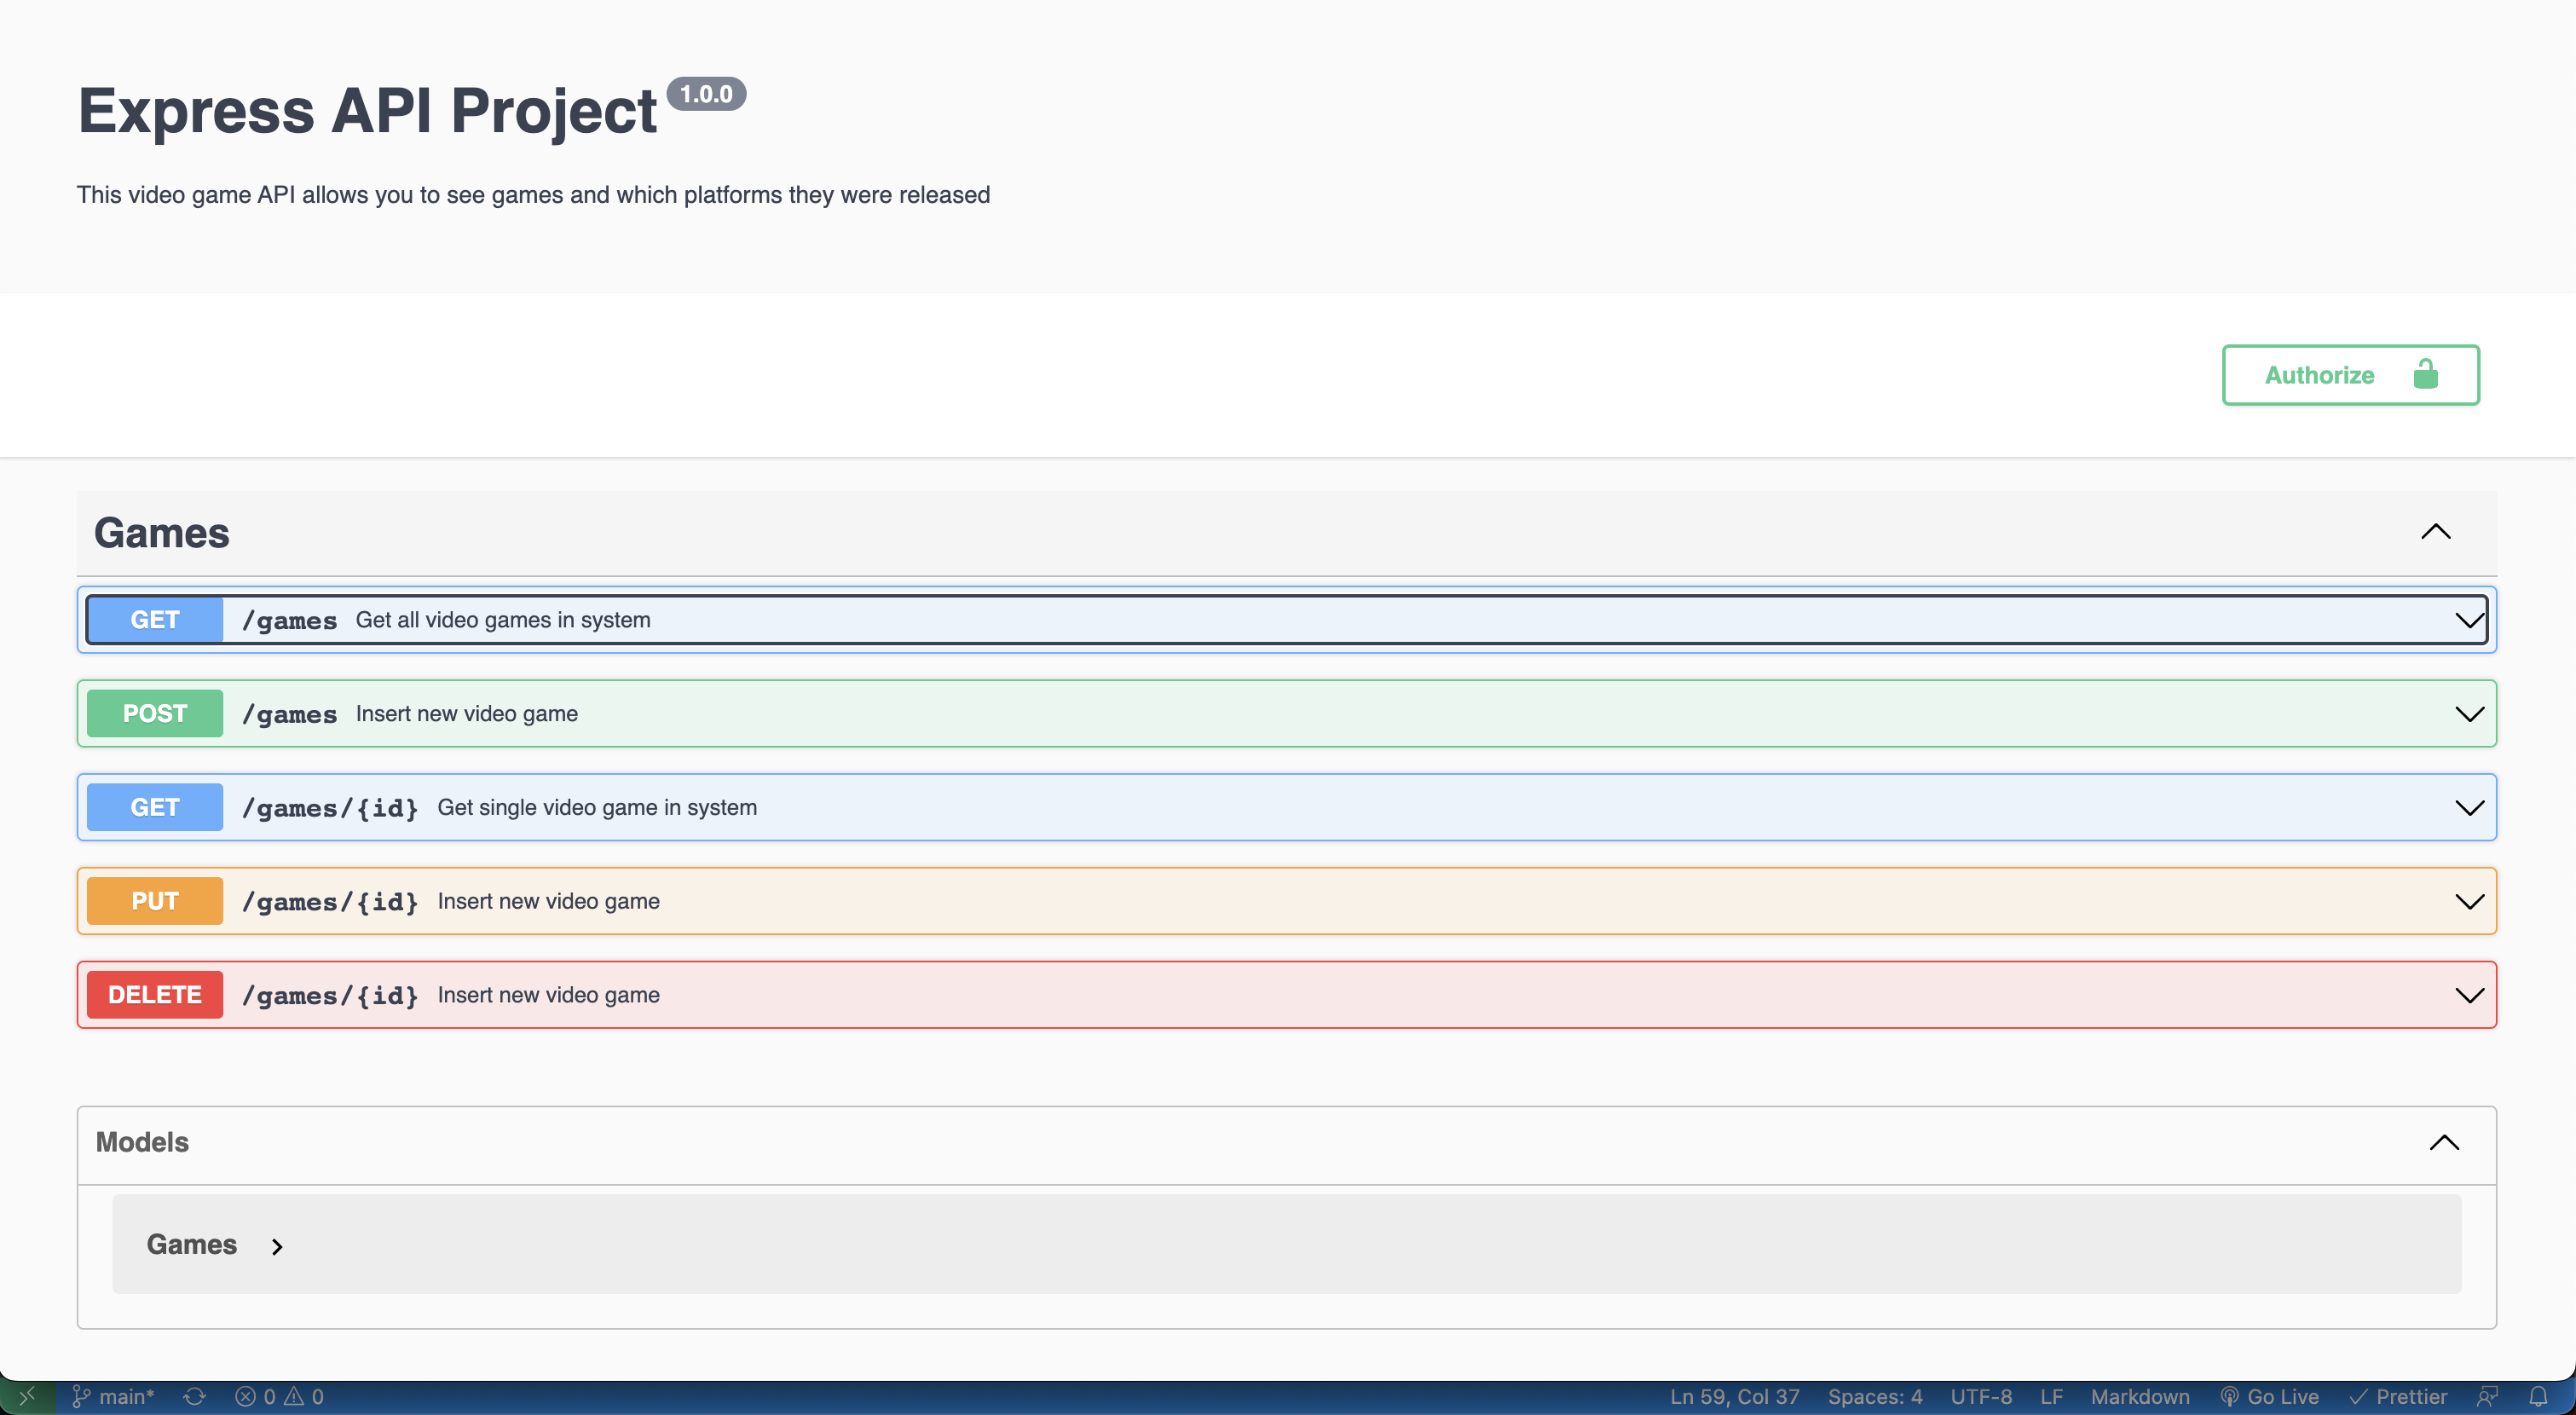 Express API Project 1.0.0
This video game API allows you to see games and which platforms they were released
Authorize
Games
GET /games Get all video games in system
POST /games Insert new video game
GET /games/{id} Get single video game in system
PUT /games/{id} Insert new video game
DELETE /games/{id} Insert new video game
Models
Games
main* 0 0 Ln 59, Col 37 Spaces: 4 UTF-8 LF Markdown Go Live Prettier